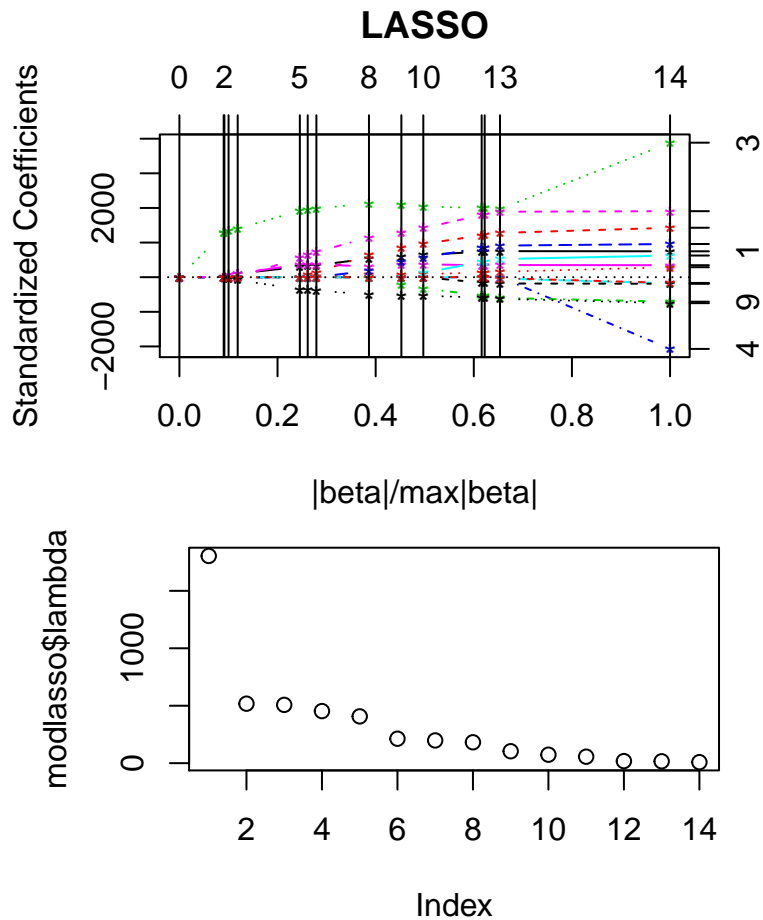 LASSO
0 2 5 8 10 13 14
Standardized Coefficients
2000
−2000
3
1
9
4
0.0 0.2 0.4 0.6 0.8 1.0
|beta|/max|beta|
modlasso$lambda
1000
0
2 4 6 8 10 12 14
Index